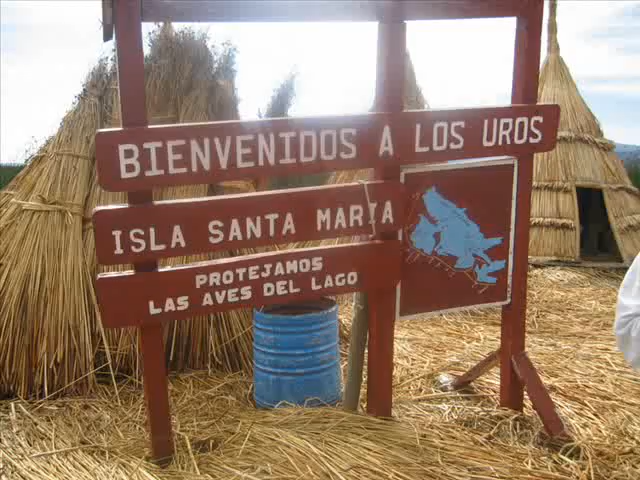 BIENVENIDOS A LOS UROS
ISLA SANTA MARIA
PROTEJAMOS
LAS AVES DEL LAGO